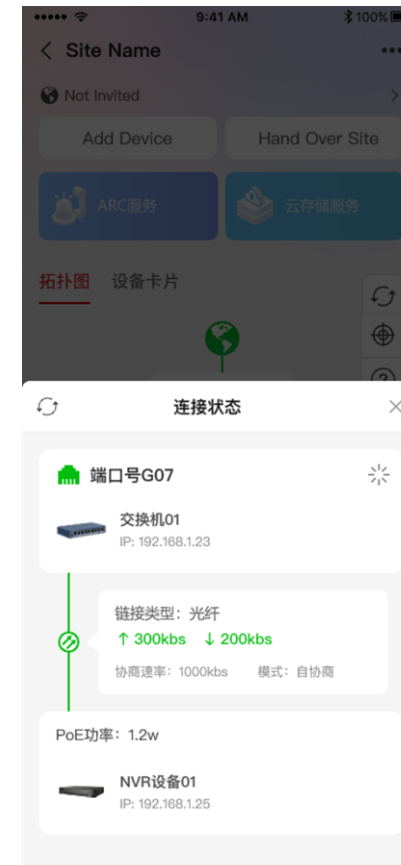 9:41 AM
100%
Site Name
Not Invited
Add Device
Hand Over Site
ARC服务
云存储服务
拓扑图
设备卡片
连接状态
端口号G07
交换机01
IP: 192.168.1.23
链接类型：光纤
↑ 300kbs ↓ 200kbs
协商速率：1000kbs 模式：自协商
PoE功率：1.2w
NVR设备01
IP: 192.168.1.25